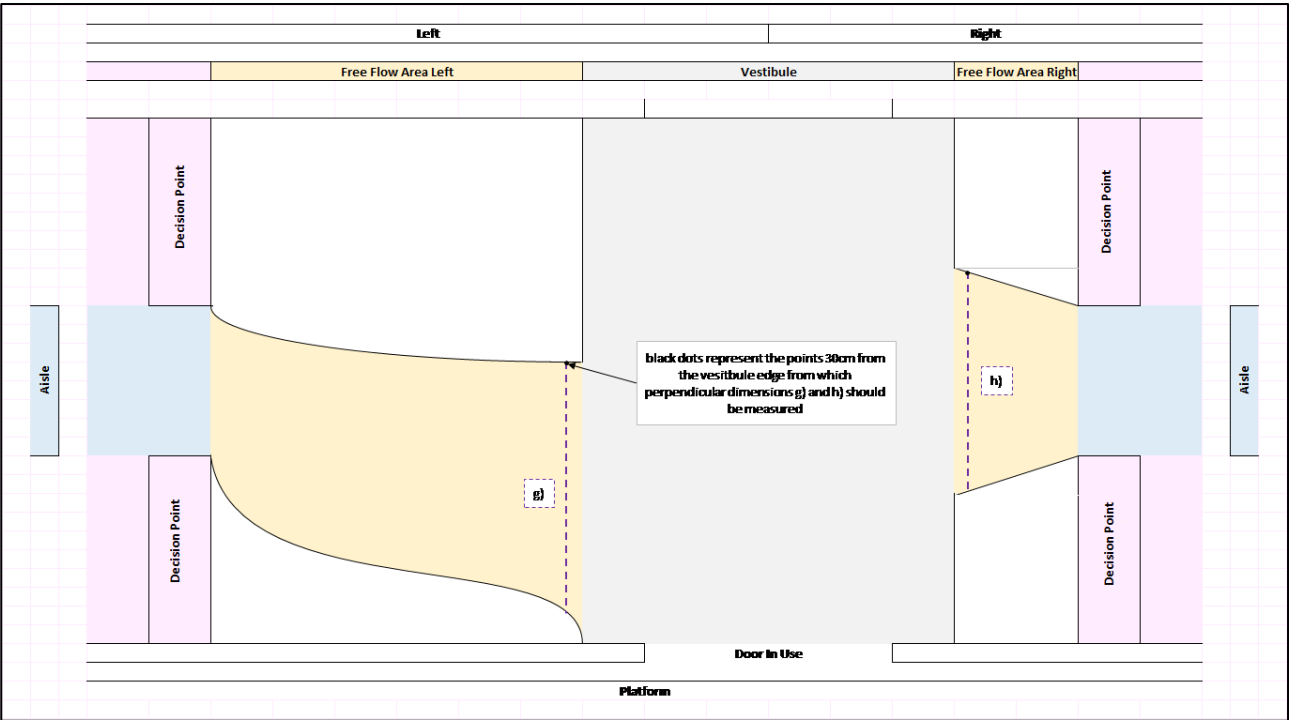 Left
Right
Free Flow Area Left
Vestibule
Free Flow Area Right
Decision Point
Decision Point
Aisle
black dots represent the points 30cm from
the vesitbule edge from which
perpendicular dimensions g) and h) should
be measured
h)
Aisle
g)
Decision Point
Decision Point
Door In Use
Platform